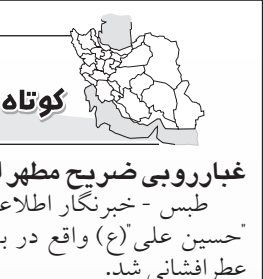 کوتاه
غبارروبی ضریح مطهر
طبس - خبرنگار
"حسین علی"(ع) واقع در
عطرافشانی شد.